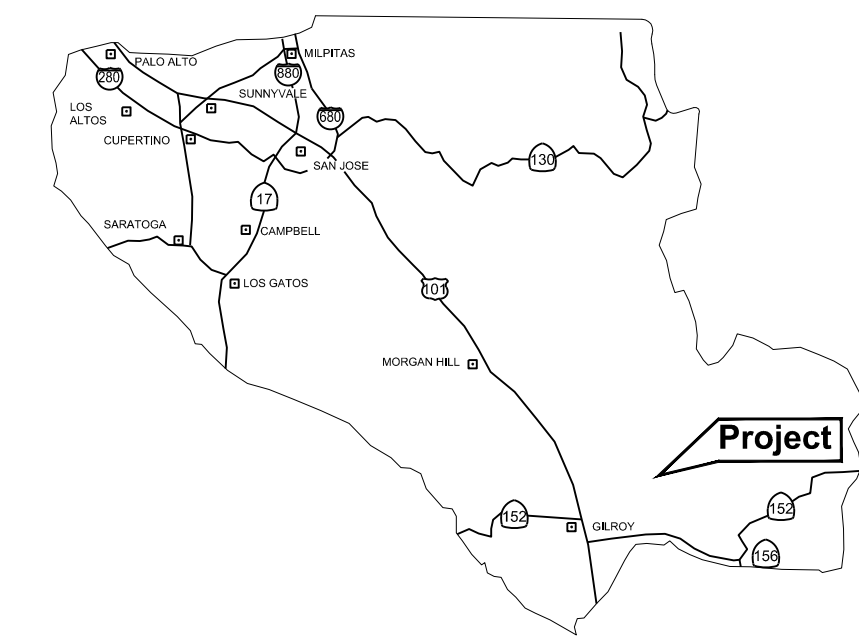 MILPITAS
PALO ALTO
880
280
SUNNYVALE
LOS
ALTOS
680
CUPERTINO
130
SAN JOSE
17
SARATOGA
CAMPBELL
LOS GATOS
101
MORGAN HILL
Project
152
152
GILROY
156